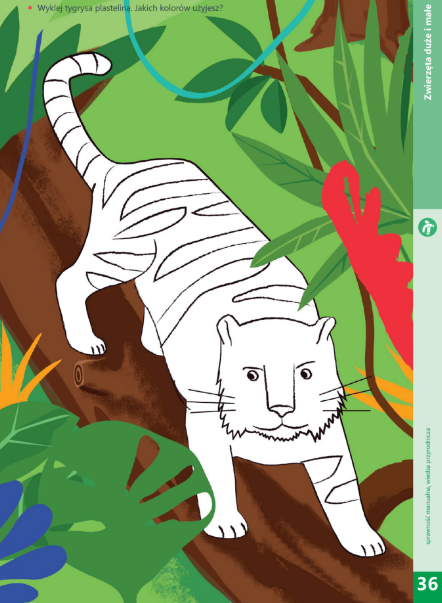 • Wyklej tygrysa plasteliną. Jakich kolorów użyjesz?
Zwierzęta duże i małe
sprawność manualna, wiedza przyrodnicza
36